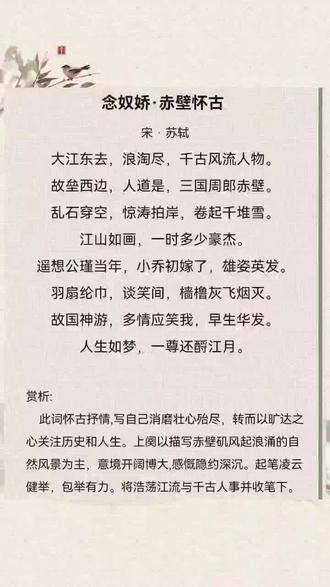 念奴娇·赤壁怀古
宋·苏轼
大江东去，浪淘尽，千古风流人物。
故垒西边，人道是，三国周郎赤壁。
乱石穿空，惊涛拍岸，卷起千堆雪。
江山如画，一时多少豪杰。
遥想公瑾当年，小乔初嫁了，雄姿英发。
羽扇纶巾，谈笑间，樯橹灰飞烟灭。
故国神游，多情应笑我，早生华发。
人生如梦，一尊还酹江月。
赏析:
此词怀古抒情,写自己消磨壮心殆尽，转而以旷达之
心关注历史和人生。上阕以描写赤壁矶风起浪涌的自
然风景为主，意境开阔博大,感慨隐约深沉。起笔凌云
健举，包举有力。将浩荡江流与千古人事并收笔下。